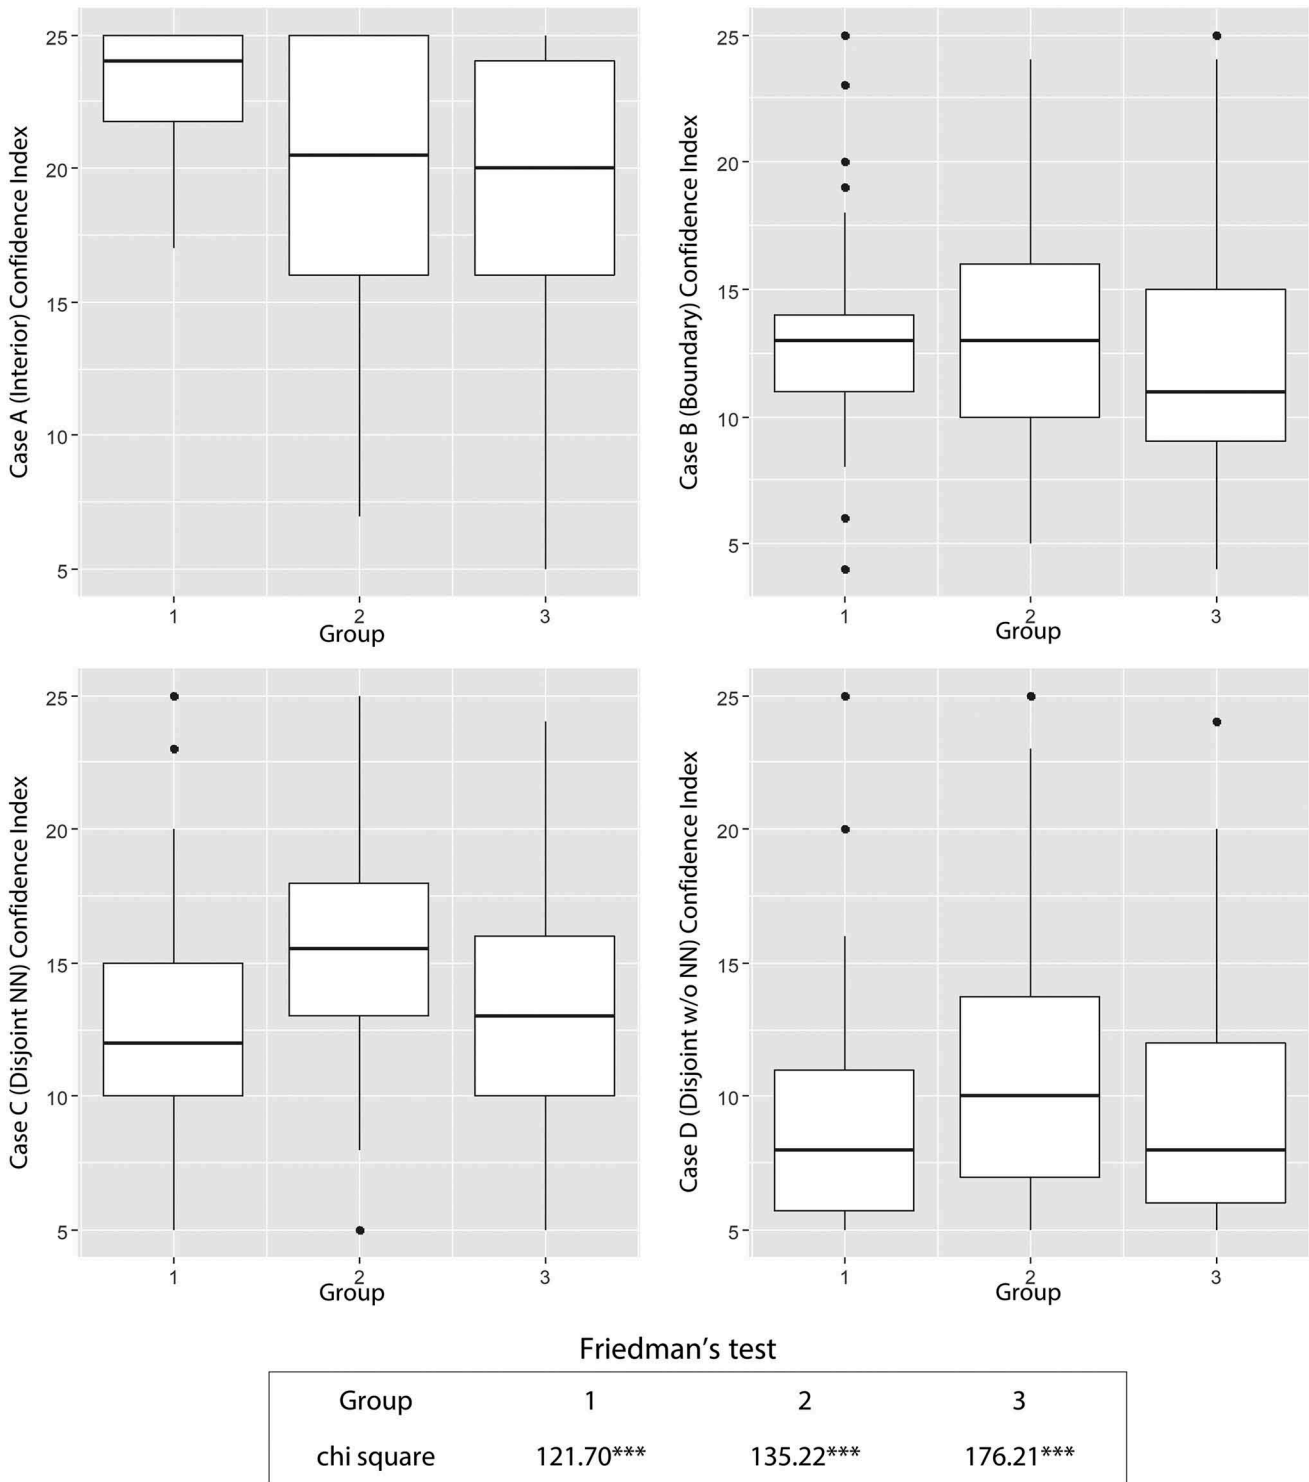 Case A (Interior) Confidence Index
25
20
15
10
5
1
2
3
Group
Case B (Boundary) Confidence Index
25
20
15
10
5
1
2
3
Group
Case C (Disjoint NN) Confidence Index
25
20
15
10
5
1
2
3
Group
Case D (Disjoint w/o NN) Confidence Index
25
20
15
10
5
1
2
3
Group
Friedman’s test
Group 1 2 3
chi square 121.70*** 135.22*** 176.21***